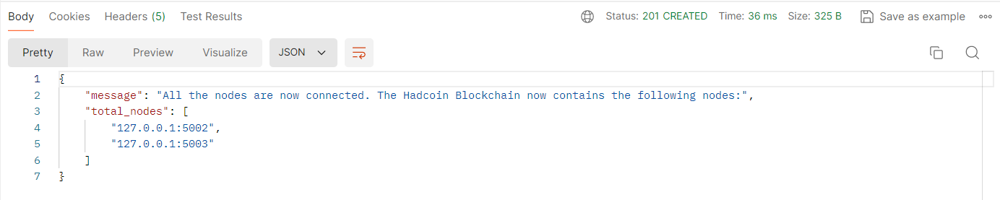 Body Cookies Headers (5) Test Results Status: 201 CREATED Time: 36 ms Size: 325 B Save as example
Pretty Raw Preview Visualize JSON
1 {
2 "message": "All the nodes are now connected. The Hadcoin Blockchain now contains the following nodes:",
3 "total_nodes": [
4 "127.0.0.1:5002",
5 "127.0.0.1:5003"
6 ]
7 }